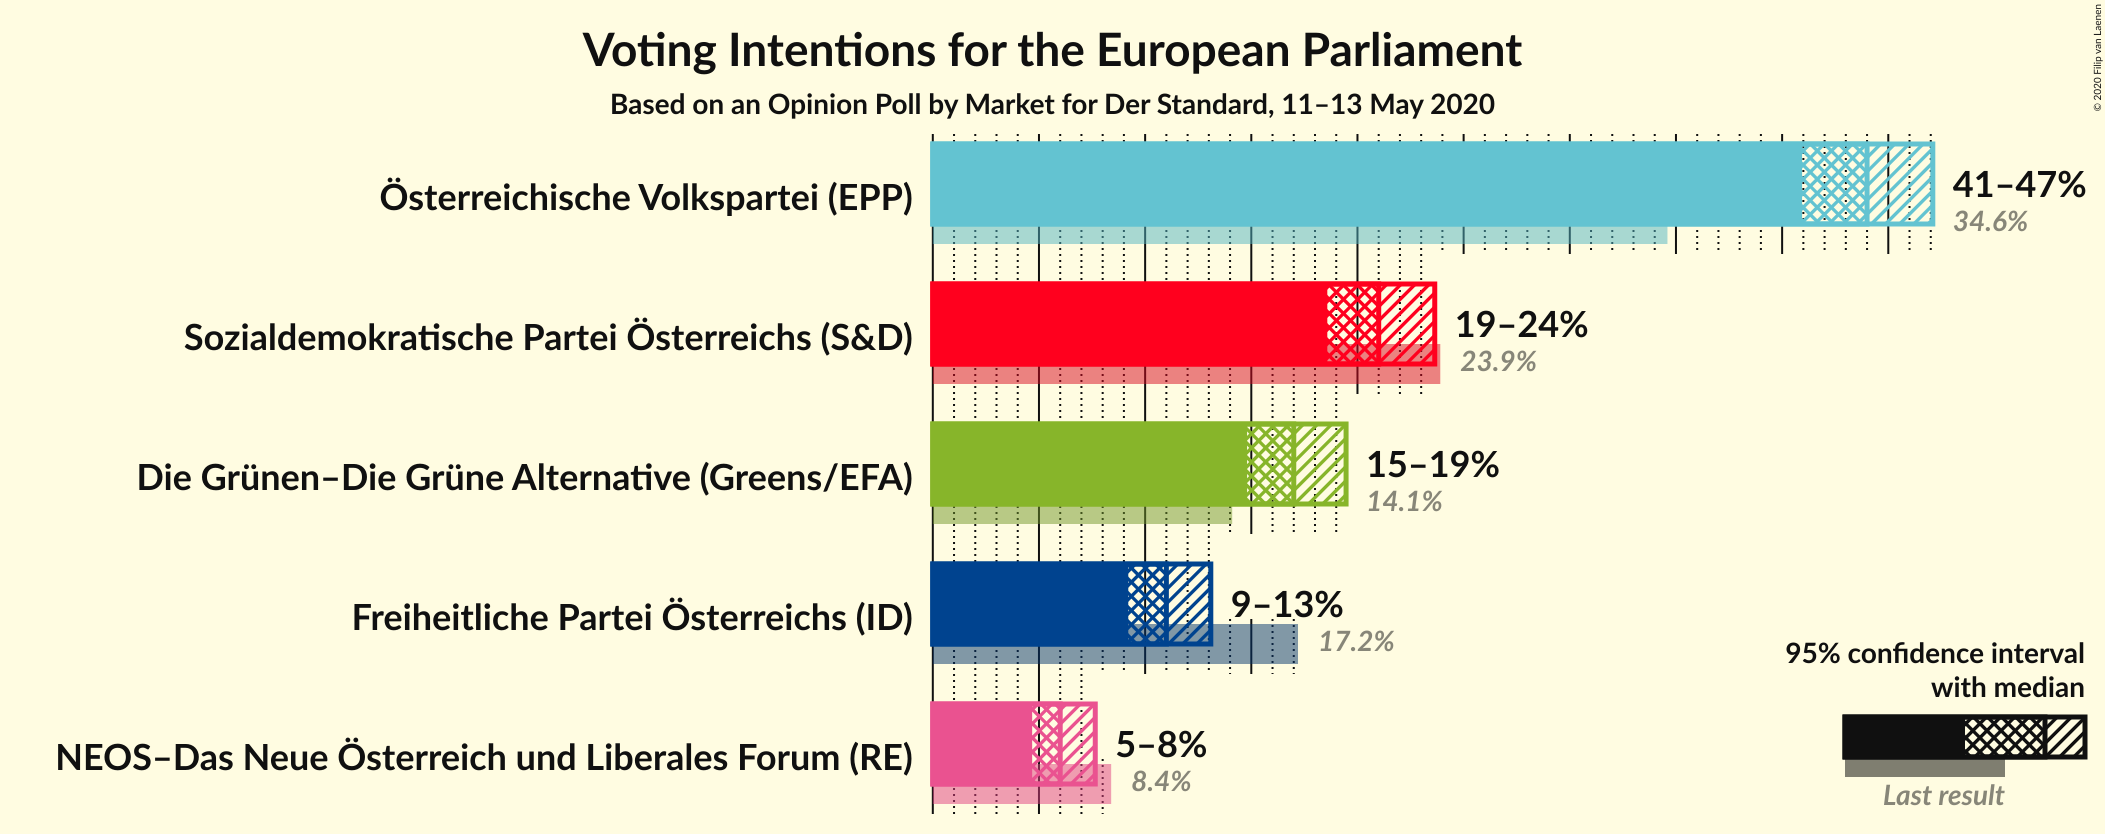 Voting Intentions for the European Parliament
Based on an Opinion Poll by Market for Der Standard, 11–13 May 2020
© 2020 Filip van Laenen
Österreichische Volkspartei (EPP)
41–47%
34.6%
Sozialdemokratische Partei Österreichs (S&D)
19–24%
23.9%
Die Grünen–Die Grüne Alternative (Greens/EFA)
15–19%
14.1%
Freiheitliche Partei Österreichs (ID)
9–13%
17.2%
NEOS–Das Neue Österreich und Liberales Forum (RE)
5–8%
8.4%
95% confidence interval
with median
Last result